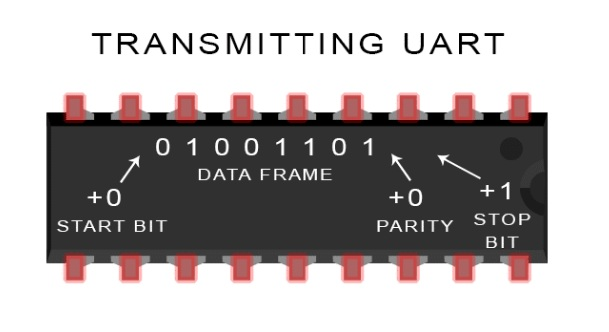 TRANSMITTING UART
0 1 0 0 1 1 0 1
DATA FRAME
+0
START BIT
+0
PARITY
+1
STOP
BIT